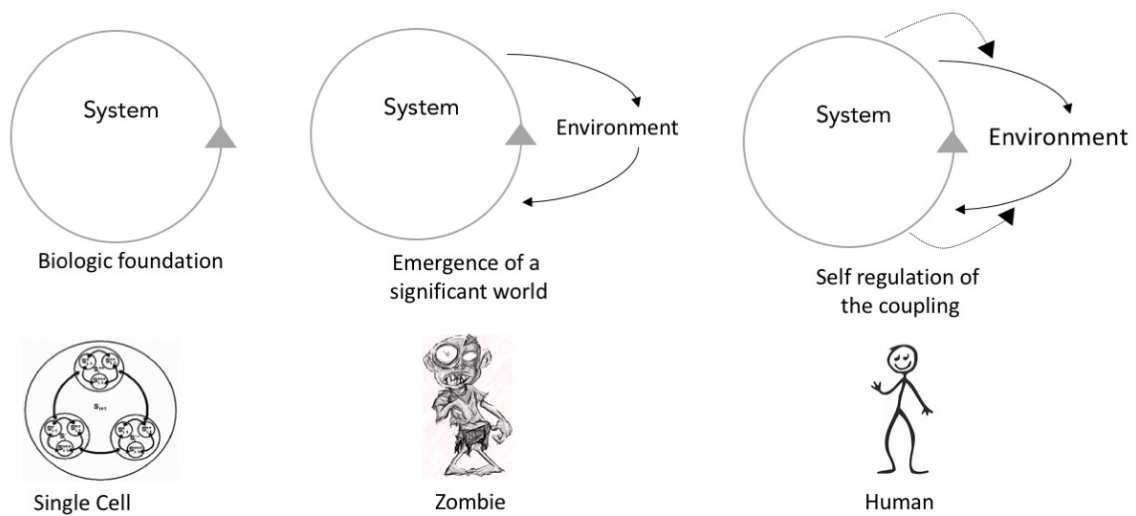 System
Biologic foundation
Single Cell
System
Environment
Emergence of a
significant world
Zombie
System
Environment
Self regulation of
the coupling
Human